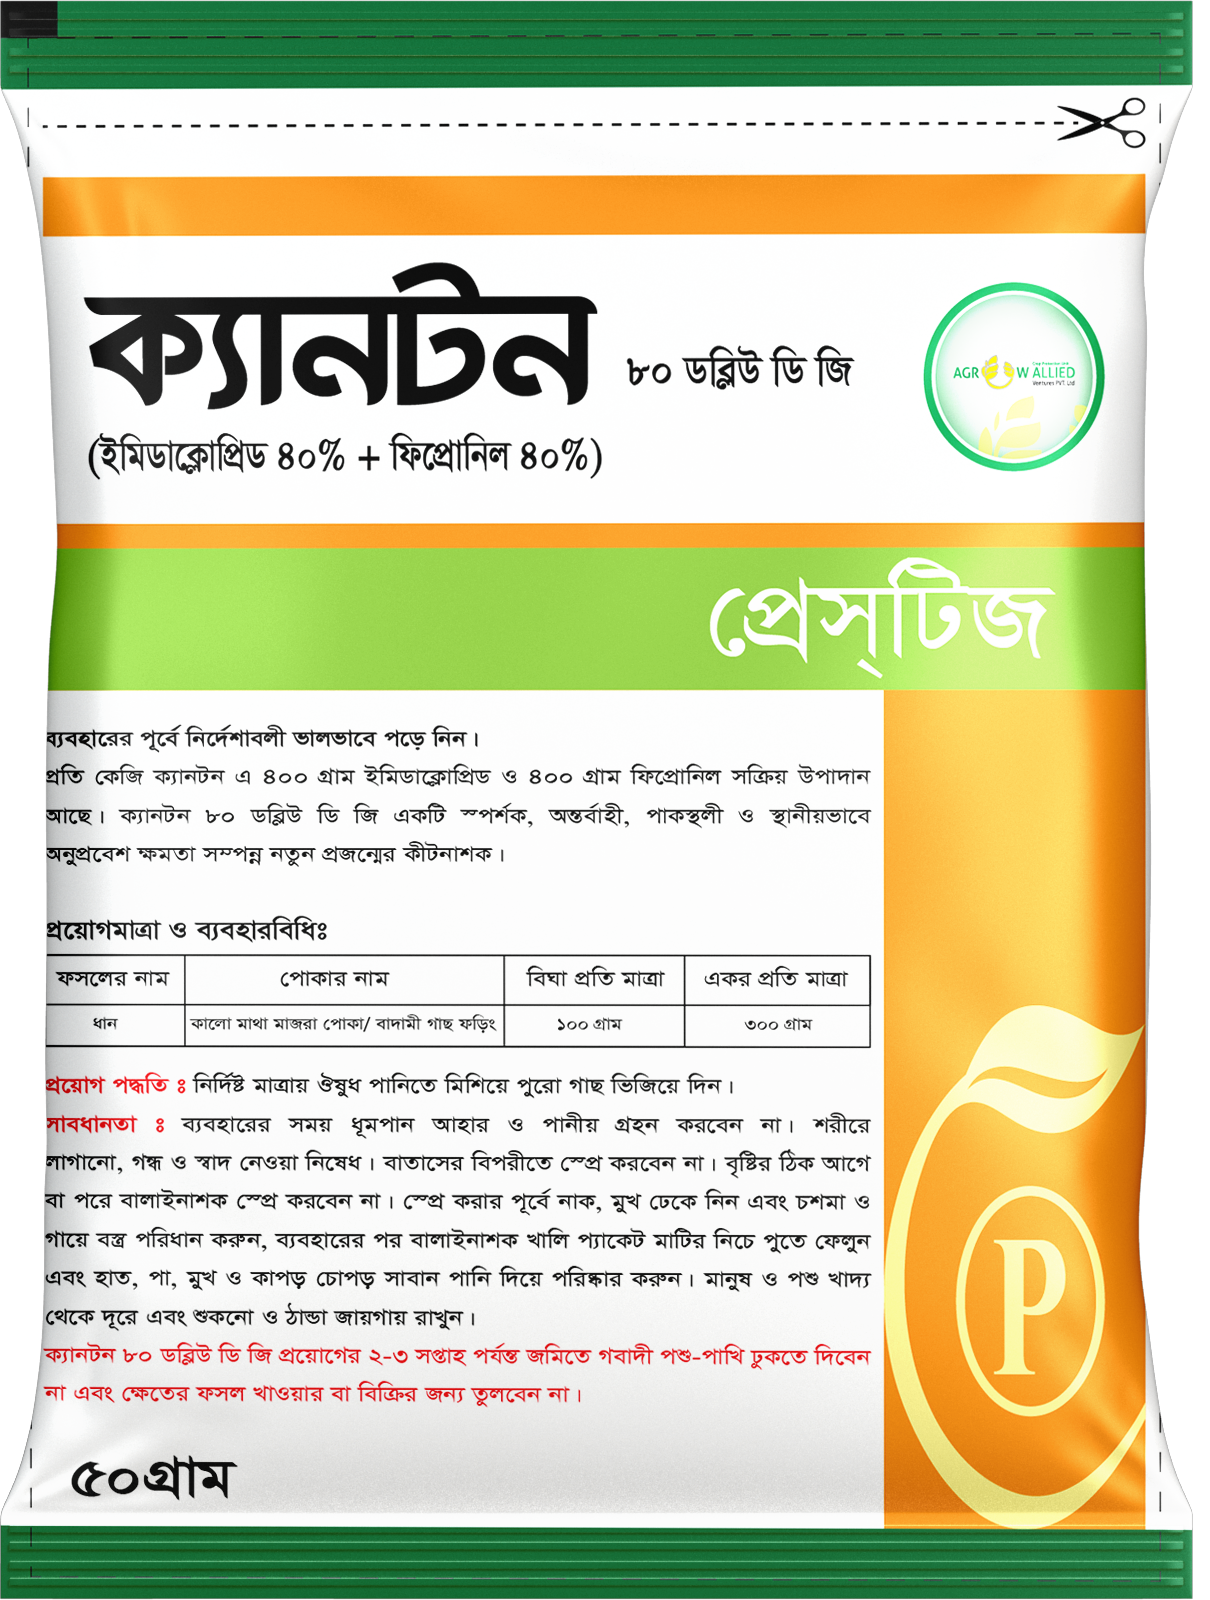 ক্যানটন ৮০ ডব্লিউ ডি জি
(ইমিডাক্লোপ্রিড ৪০% + ফিপ্রোনিল ৪০%)
Crop Production Unit
AGR W ALLIED
Ventures PVT. Ltd
প্রেস্‌টিজ
ব্যবহারের পূর্বে নির্দেশাবলী ভালভাবে পড়ে নিন।
প্রতি কেজি ক্যানটন এ ৪০০ গ্রাম ইমিডাক্লোপ্রিড ও ৪০০ গ্রাম ফিপ্রোনিল সক্রিয় উপাদান
আছে। ক্যানটন ৮০ ডব্লিউ ডি জি একটি স্পর্শক, অন্তর্বাহী, পাকস্থলী ও স্থানীয়ভাবে
অনুপ্রবেশ ক্ষমতা সম্পন্ন নতুন প্রজন্মের কীটনাশক।
প্রয়োগমাত্রা ও ব্যবহারবিধিঃ
ফসলের নাম পোকার নাম বিঘা প্রতি মাত্রা একর প্রতি মাত্রা
ধান কালো মাথা মাজরা পোকা/ বাদামী গাছ ফড়িং ১০০ গ্রাম ৩০০ গ্রাম
প্রয়োগ পদ্ধতি ঃ নির্দিষ্ট মাত্রায় ঔষুধ পানিতে মিশিয়ে পুরো গাছ ভিজিয়ে দিন।
সাবধানতা ঃ ব্যবহারের সময় ধূমপান আহার ও পানীয় গ্রহন করবেন না। শরীরে
লাগানো, গন্ধ ও স্বাদ নেওয়া নিষেধ। বাতাসের বিপরীতে স্প্রে করবেন না। বৃষ্টির ঠিক আগে
বা পরে বালাইনাশক স্প্রে করবেন না। স্প্রে করার পূর্বে নাক, মুখ ঢেকে নিন এবং চশমা ও
গায়ে বস্ত্র পরিধান করুন, ব্যবহারের পর বালাইনাশক খালি প্যাকেট মাটির নিচে পুতে ফেলুন
এবং হাত, পা, মুখ ও কাপড় চোপড় সাবান পানি দিয়ে পরিষ্কার করুন। মানুষ ও পশু খাদ্য
থেকে দূরে এবং শুকনো ও ঠান্ডা জায়গায় রাখুন।
ক্যানটন ৮০ ডব্লিউ ডি জি প্রয়োগের ২-৩ সপ্তাহ পর্যন্ত জমিতে গবাদী পশু-পাখি ঢুকতে দিবেন
না এবং ক্ষেতের ফসল খাওয়ার বা বিক্রির জন্য তুলবেন না।
P
৫০গ্রাম